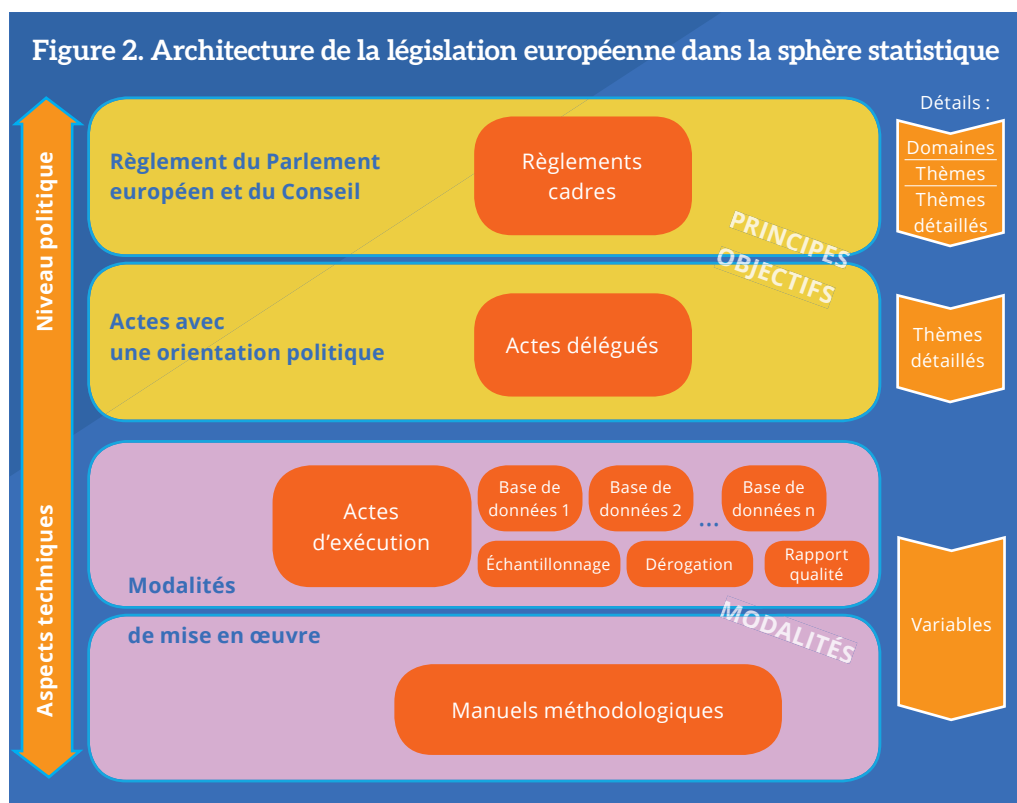 Figure 2. Architecture de la législation européenne dans la sphère statistique
Niveau politique
Aspects techniques
Règlement du Parlement
européen et du Conseil
Règlements
cadres
PRINCIPES
OBJECTIFS
Actes avec
une orientation politique
Actes délégués
Actes
d'exécution
Base de
données 1
Base de
données 2
...
Base de
données n
Échantillonnage
Dérogation
Rapport
qualité
Modalités
de mise en œuvre
MODALITÉS
Manuels méthodologiques
Détails :
Domaines
Thèmes
Thèmes
détaillés
Thèmes
détaillés
Variables